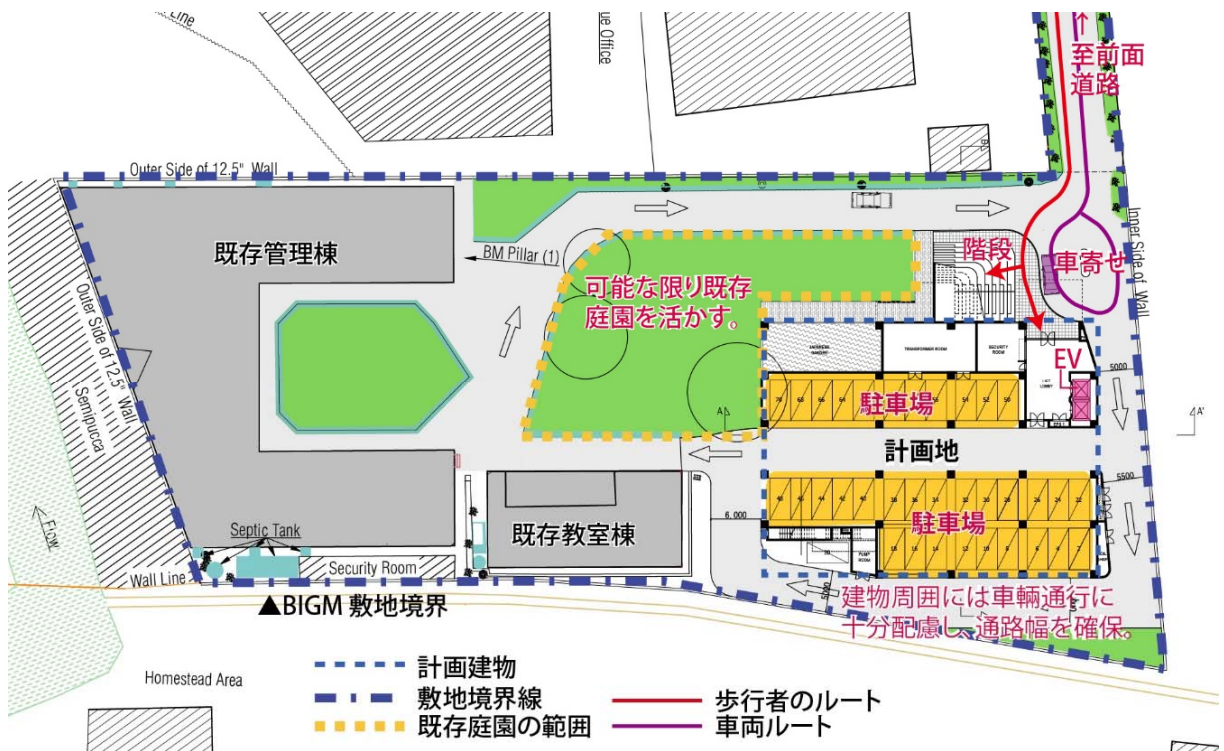 Line
ue Office
至前面
道路
Outer Side of 12.5" Wall
既存管理棟
BM Pillar (1)
階段
車寄せ
Inner Side of Wall
可能な限り既存
庭園を活かす。
TRANSFORMER ROOM
SECURITY ROOM
LIFT LOBBY
EV
5000
Outer Side of 12.5" Wall
Semipucca
駐車場
A
A'
計画地
5500
駐車場
6.000
既存教室棟
PUMP ROOM
F.C.W
Septic Tank
Security Room
Wall Line
▲BIGM 敷地境界
建物周囲には車輌通行に
十分配慮し、通路幅を確保。
Homestead Area
計画建物
敷地境界線
既存庭園の範囲
歩行者のルート
車両ルート